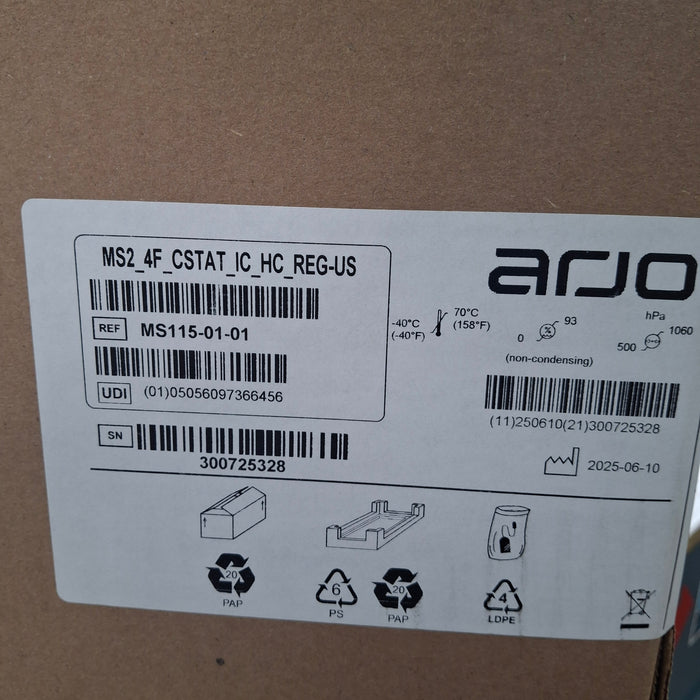 MS2_4F_CSTAT_IC_HC_REG-US
arjo
REF MS115-01-01
-40°C
(-40°F)
70°C
(158°F)
0
%
93
(non-condensing)
hPa
500
1060
UDI (01)05056097366456
(11)250610(21)300725328
SN
300725328
2025-06-10
20
PAP
6
PS
20
PAP
4
LDPE